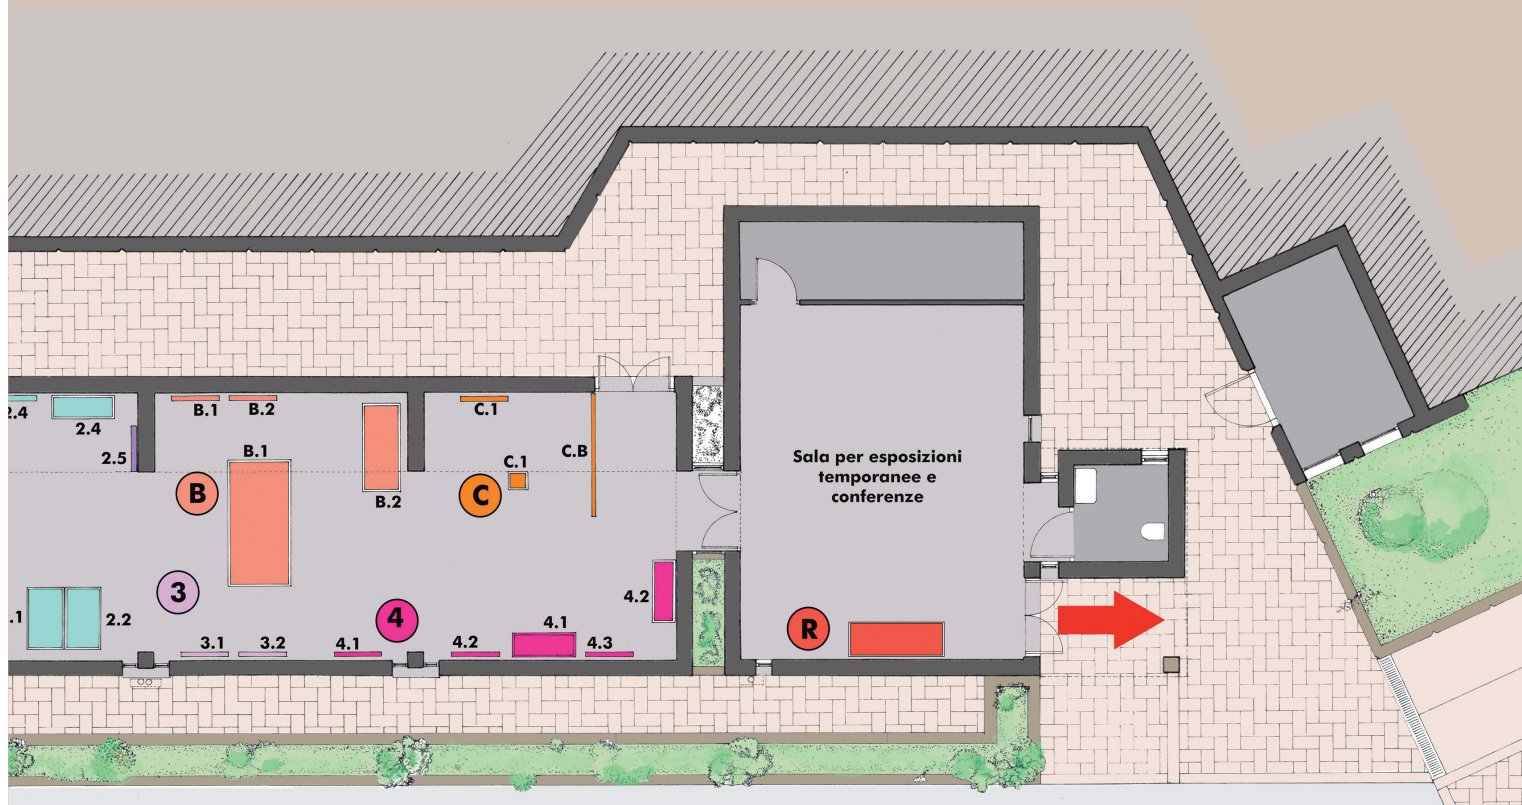 2.4
2.4
2.5
B.1
B.2
B.1
B
B.2
C.1
C.1
C
C.B
Sala per esposizioni
temporanee e
conferenze
3
.1
2.2
3.1
3.2
4
4.1
4.2
4.1
4.3
4.2
R